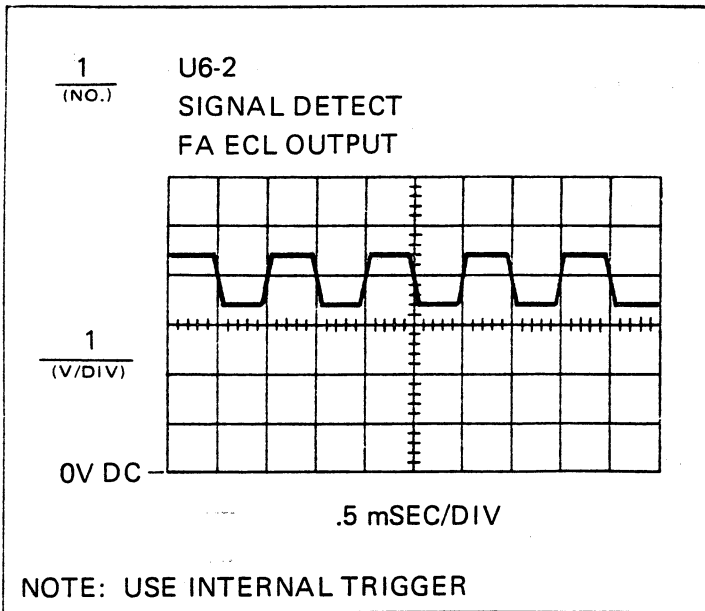 1
(NO.)
U6-2
SIGNAL DETECT
FA ECL OUTPUT
1
(V/DIV)
0V DC
.5 mSEC/DIV
NOTE: USE INTERNAL TRIGGER